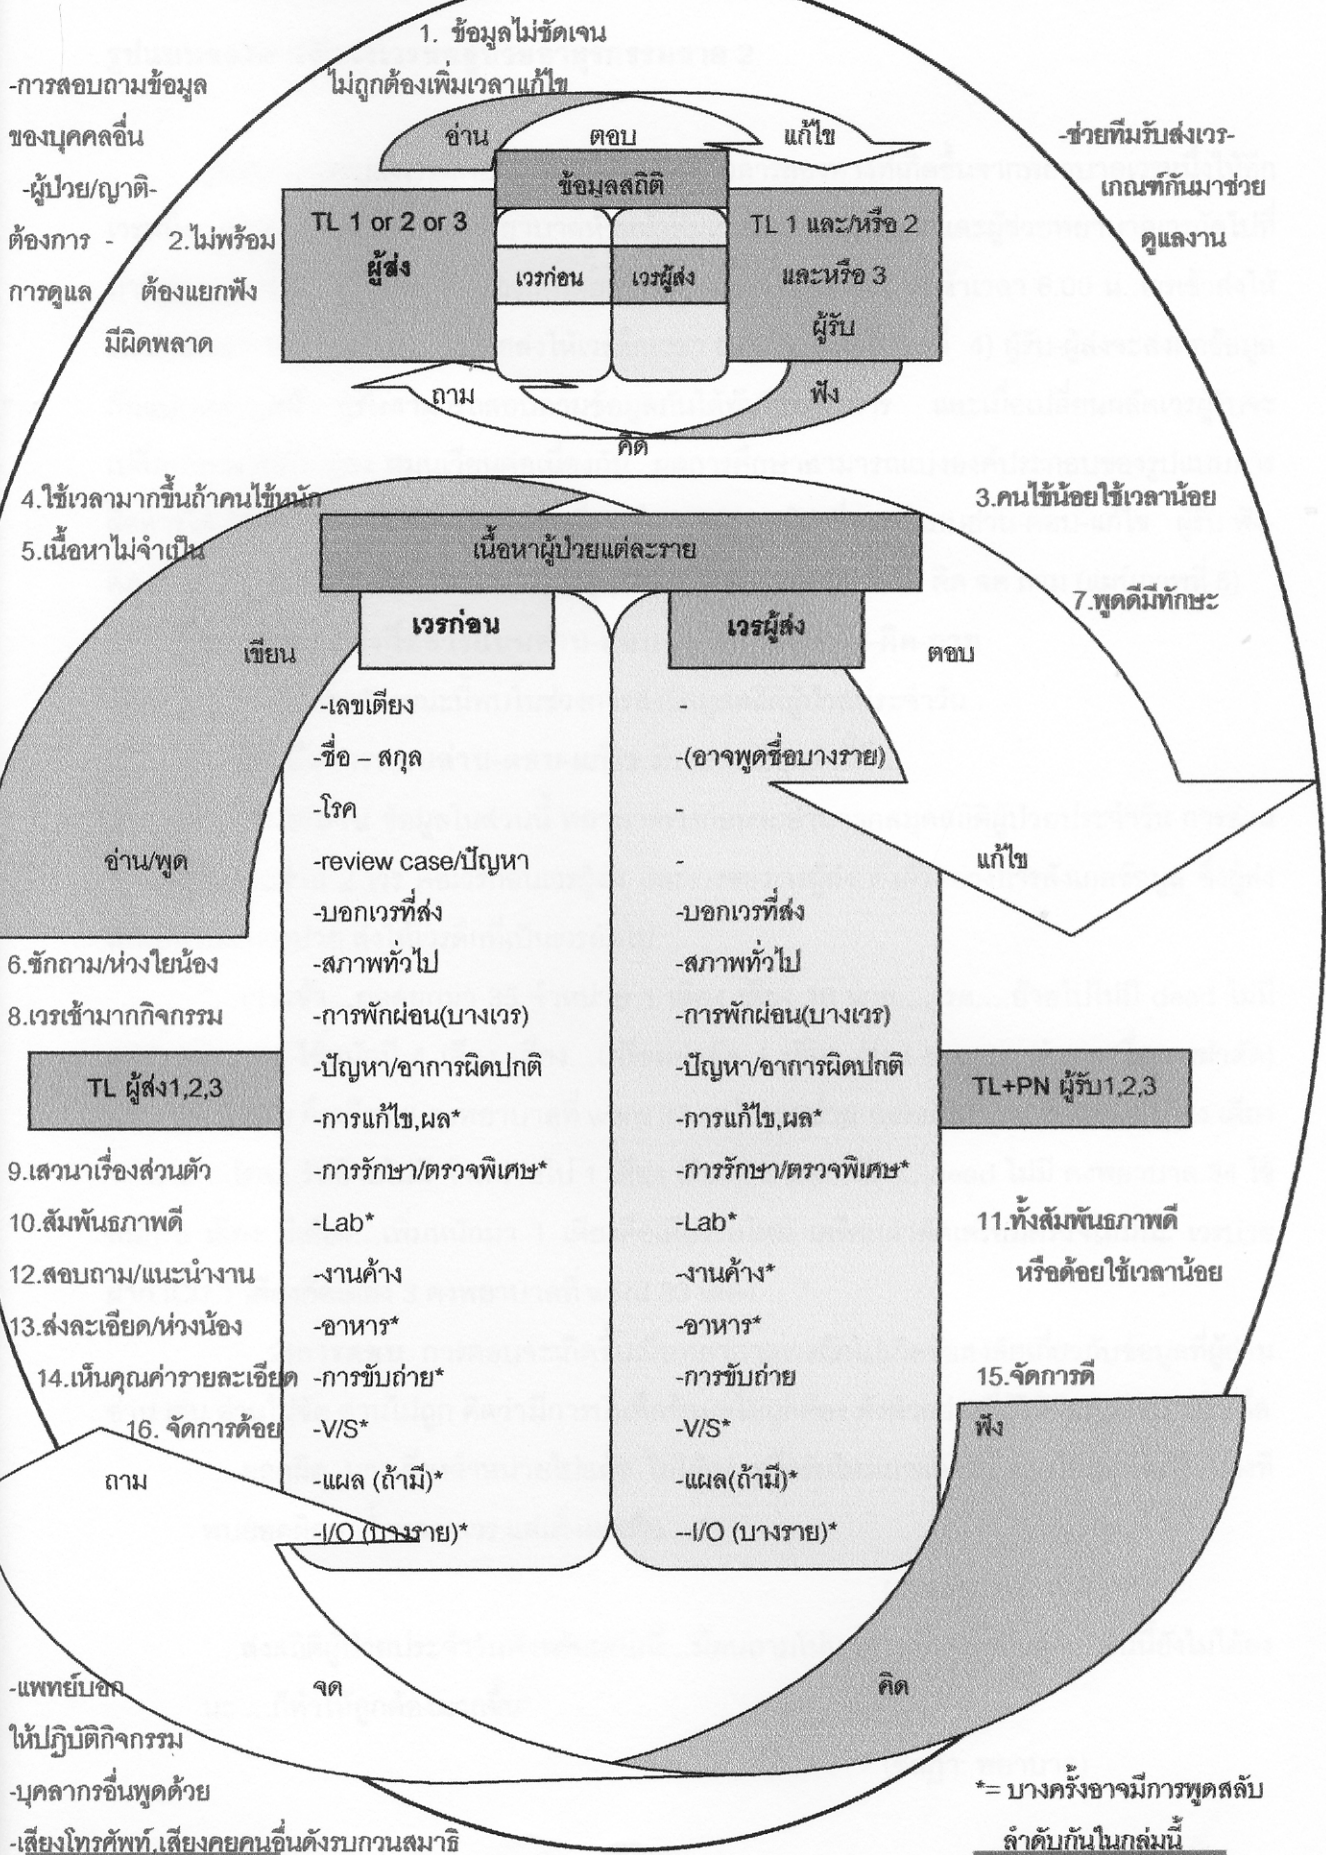 1. ข้อมูลไม่ชัดเจน
-การสอบถามข้อมูล
ไม่ถูกต้องเพิ่มเวลาแก้ไข
ของบุคคลอื่น
อ่าน
ตอบ
แก้ไข
-ช่วยทีมรับส่งเวร-
-ผู้ป่วย/ญาติ-
ข้อมูลสถิติ
เกณฑ์กันมาช่วย
ต้องการ -
2.ไม่พร้อม
TL 1 or 2 or 3
TL 1 และ/หรือ 2
ดูแลงาน
ผู้ส่ง
เวรก่อน
เวรผู้ส่ง
และหรือ 3
การดูแล
ต้องแยกฟัง
ผู้รับ
มีผิดพลาด
ถาม
ฟัง
คิด
4.ใช้เวลามากขึ้นถ้าคนไข้หนัก
3.คนไข้น้อยใช้เวลาน้อย
5.เนื้อหาไม่จำเป็น
เนื้อหาผู้ป่วยแต่ละราย
7.พูดดีมีทักษะ
เขียน
เวรก่อน
เวรผู้ส่ง
ตอบ
-เลขเตียง
-
-ชื่อ – สกุล
-(อาจพูดชื่อบางราย)
-โรค
-
อ่าน/พูด
-review case/ปัญหา
-
แก้ไข
-บอกเวรที่ส่ง
-บอกเวรที่ส่ง
6.ซักถาม/ห่วงใยน้อง
-สภาพทั่วไป
-สภาพทั่วไป
8.เวรเช้ามากกิจกรรม
-การพักผ่อน(บางเวร)
-การพักผ่อน(บางเวร)
TL ผู้ส่ง1,2,3
-ปัญหา/อาการผิดปกติ
-ปัญหา/อาการผิดปกติ
TL+PN ผู้รับ1,2,3
-การแก้ไข,ผล*
-การแก้ไข,ผล*
9.เสวนาเรื่องส่วนตัว
-การรักษา/ตรวจพิเศษ*
-การรักษา/ตรวจพิเศษ*
10.สัมพันธภาพดี
-Lab*
-Lab*
11.ทั้งสัมพันธภาพดี
12.สอบถาม/แนะนำงาน
-งานค้าง
-งานค้าง*
หรือด้อยใช้เวลาน้อย
13.ส่งละเอียด/ห่วงน้อง
-อาหาร*
-อาหาร*
14.เห็นคุณค่ารายละเอียด
-การขับถ่าย*
-การขับถ่าย
15.จัดการดี
16. จัดการด้อย
-V/S*
-V/S*
ฟัง
ถาม
-แผล (ถ้ามี)*
-แผล(ถ้ามี)*
-I/O (บางราย)*
--I/O (บางราย)*
-แพทย์บอก
จด
คิด
ให้ปฏิบัติกิจกรรม
-บุคลากรอื่นพูดด้วย
*= บางครั้งอาจมีการพูดสลับ
-เสียงโทรศัพท์,เสียงคุยคนอื่นดังรบกวนสมาธิ
ลำดับกันในกลุ่มนี้